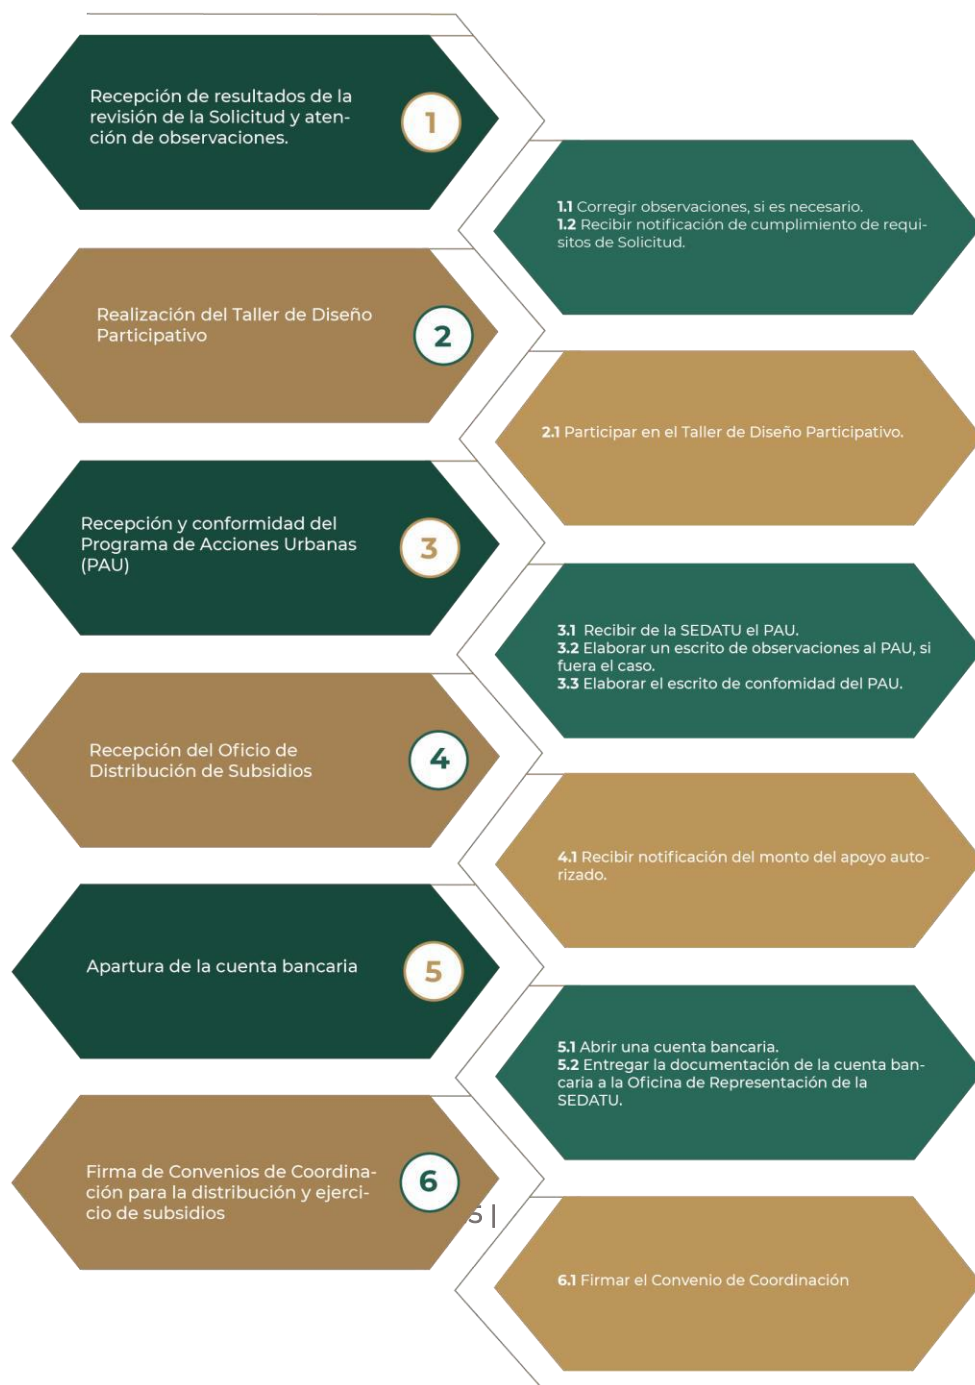 Recepción de resultados de la
revisión de la Solicitud y aten-
ción de observaciones.
1
1.1 Corregir observaciones, si es necesario.
1.2 Recibir notificación de cumplimiento de requi-
sitos de Solicitud.
Realización del Taller de Diseño
Participativo
2
2.1 Participar en el Taller de Diseño Participativo.
Recepción y conformidad del
Programa de Acciones Urbanas
(PAU)
3
3.1 Recibir de la SEDATU el PAU.
3.2 Elaborar un escrito de observaciones al PAU, si
fuera el caso.
3.3 Elaborar el escrito de confomidad del PAU.
Recepción del Oficio de
Distribución de Subsidios
4
4.1 Recibir notificación del monto del apoyo auto-
rizado.
Apartura de la cuenta bancaria
5
5.1 Abrir una cuenta bancaria.
5.2 Entregar la documentación de la cuenta ban-
caria a la Oficina de Representación de la
SEDATU.
Firma de Convenios de Coordina-
ción para la distribución y ejerci-
cio de subsidios
6
5 |
6.1 Firmar el Convenio de Coordinación